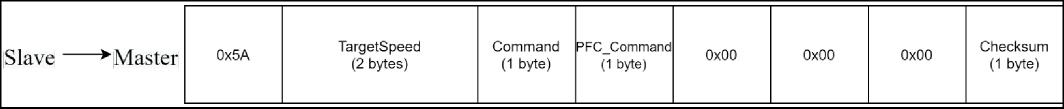 Slave → Master
0x5A
TargetSpeed
(2 bytes)
Command
(1 byte)
PFC_Command
(1 byte)
0x00
0x00
0x00
Checksum
(1 byte)